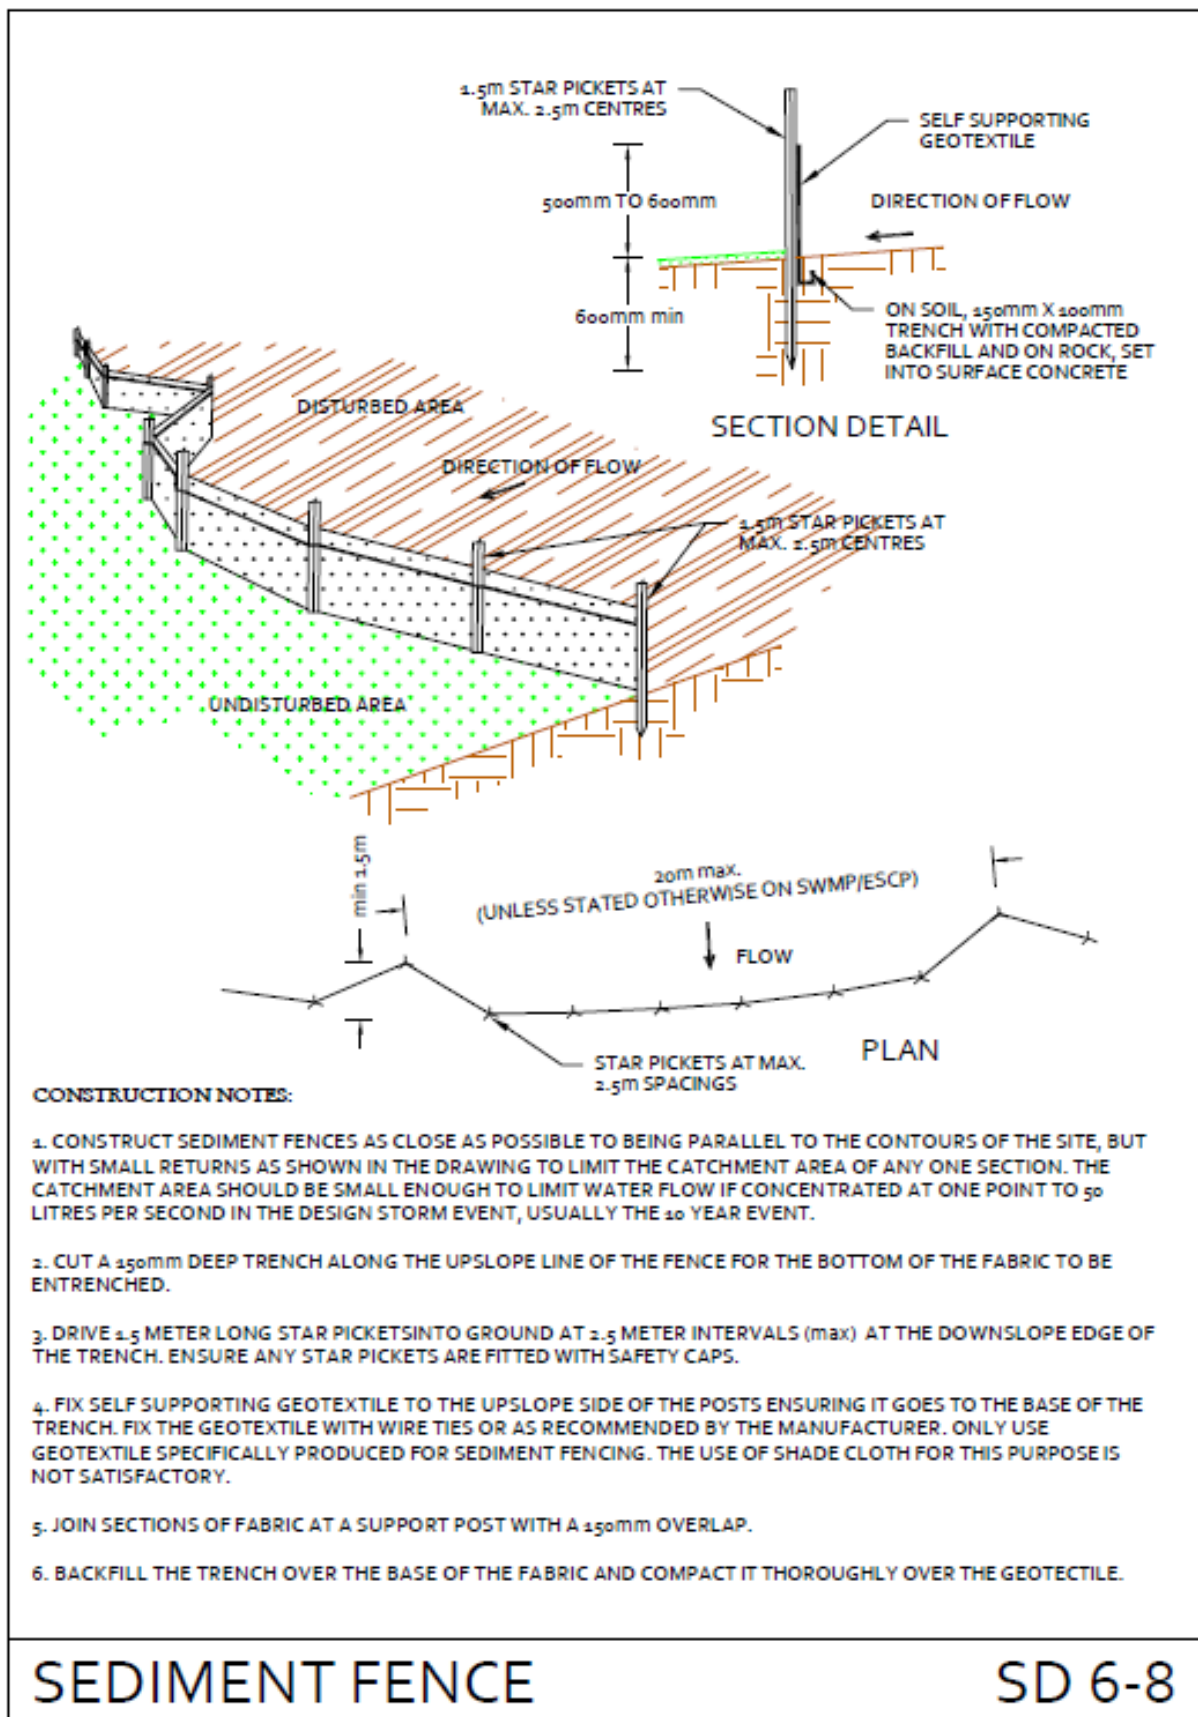 1.5m STAR PICKETS AT
MAX. 2.5m CENTRES
SELF SUPPORTING
GEOTEXTILE
500mm TO 600mm
DIRECTION OF FLOW
600mm min
ON SOIL, 150mm X 100mm
TRENCH WITH COMPACTED
BACKFILL AND ON ROCK, SET
INTO SURFACE CONCRETE
SECTION DETAIL
DISTURBED AREA
DIRECTION OF FLOW
1.5m STAR PICKETS AT
MAX. 2.5m CENTRES
UNDISTURBED AREA
min 1.5m
20m max.
(UNLESS STATED OTHERWISE ON SWMP/ESCP)
FLOW
STAR PICKETS AT MAX.
2.5m SPACINGS
PLAN
CONSTRUCTION NOTES:
1. CONSTRUCT SEDIMENT FENCES AS CLOSE AS POSSIBLE TO BEING PARALLEL TO THE CONTOURS OF THE SITE, BUT
WITH SMALL RETURNS AS SHOWN IN THE DRAWING TO LIMIT THE CATCHMENT AREA OF ANY ONE SECTION. THE
CATCHMENT AREA SHOULD BE SMALL ENOUGH TO LIMIT WATER FLOW IF CONCENTRATED AT ONE POINT TO 50
LITRES PER SECOND IN THE DESIGN STORM EVENT, USUALLY THE 10 YEAR EVENT.
2. CUT A 150mm DEEP TRENCH ALONG THE UPSLOPE LINE OF THE FENCE FOR THE BOTTOM OF THE FABRIC TO BE
ENTRENCHED.
3. DRIVE 1.5 METER LONG STAR PICKETSINTO GROUND AT 2.5 METER INTERVALS (max) AT THE DOWNSLOPE EDGE OF
THE TRENCH. ENSURE ANY STAR PICKETS ARE FITTED WITH SAFETY CAPS.
4. FIX SELF SUPPORTING GEOTEXTILE TO THE UPSLOPE SIDE OF THE POSTS ENSURING IT GOES TO THE BASE OF THE
TRENCH. FIX THE GEOTEXTILE WITH WIRE TIES OR AS RECOMMENDED BY THE MANUFACTURER. ONLY USE
GEOTEXTILE SPECIFICALLY PRODUCED FOR SEDIMENT FENCING. THE USE OF SHADE CLOTH FOR THIS PURPOSE IS
NOT SATISFACTORY.
5. JOIN SECTIONS OF FABRIC AT A SUPPORT POST WITH A 150mm OVERLAP.
6. BACKFILL THE TRENCH OVER THE BASE OF THE FABRIC AND COMPACT IT THOROUGHLY OVER THE GEOTECTILE.
SEDIMENT FENCE
SD 6-8